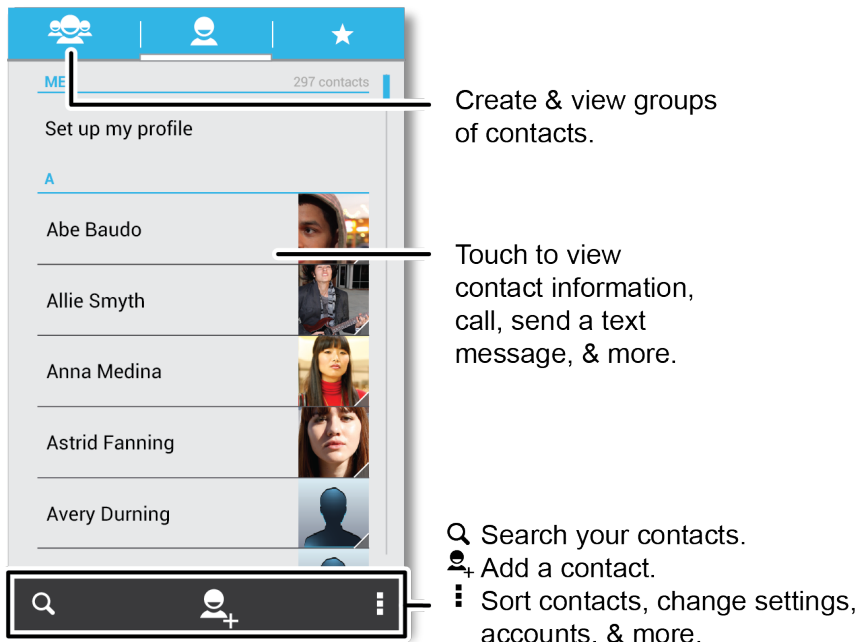 ME
297 contacts
Set up my profile
A
Abe Baudo
Allie Smyth
Anna Medina
Astrid Fanning
Avery Durning
Create & view groups
of contacts.
Touch to view
contact information,
call, send a text
message, & more.
Search your contacts.
Add a contact.
Sort contacts, change settings,
accounts, & more.